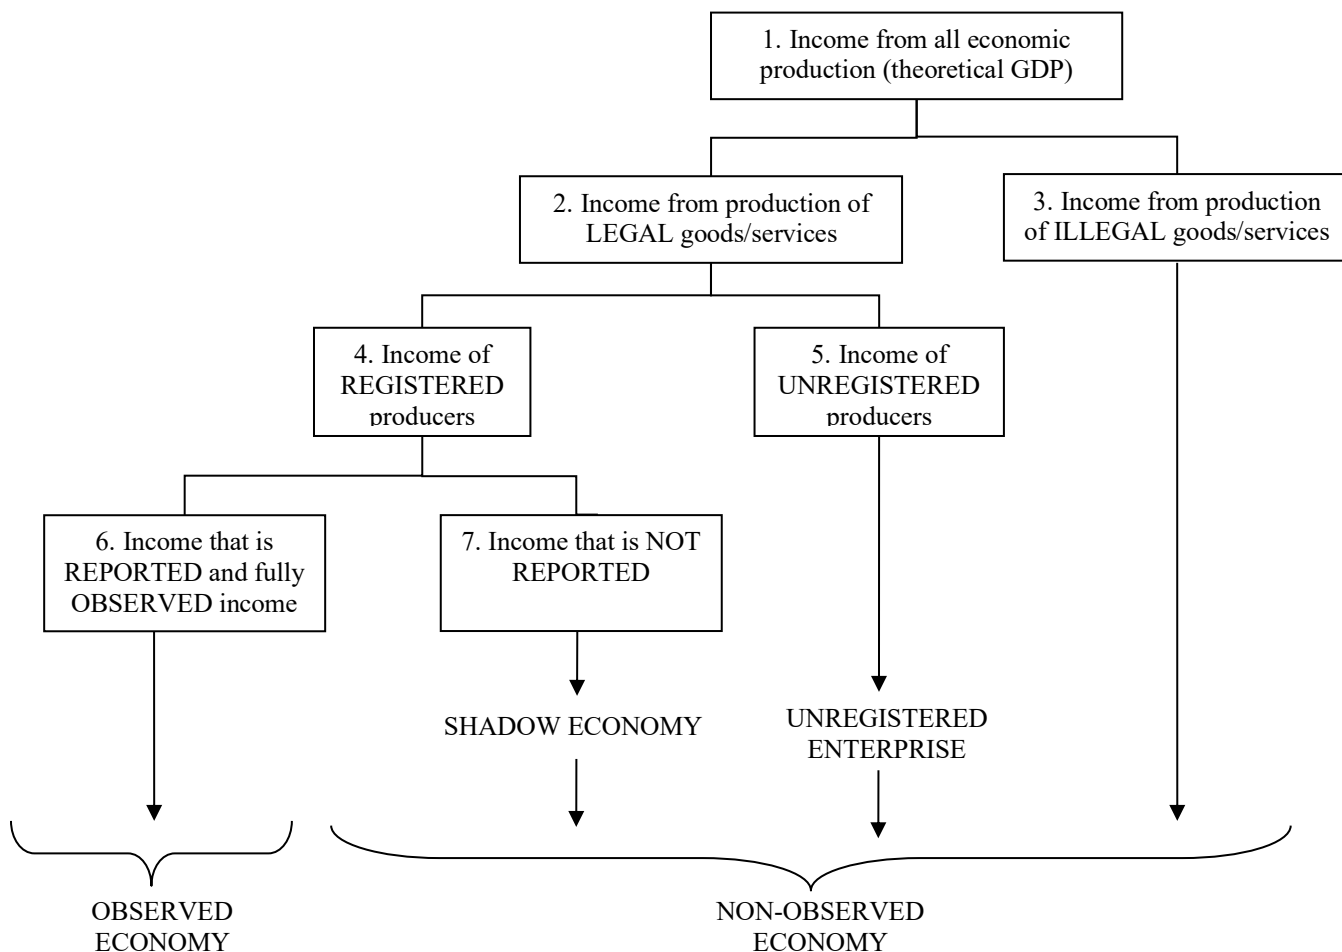 1. Income from all economic
production (theoretical GDP)
2. Income from production of
LEGAL goods/services
3. Income from production
of ILLEGAL goods/services
4. Income of
REGISTERED
producers
5. Income of
UNREGISTERED
producers
6. Income that is
REPORTED and fully
OBSERVED income
7. Income that is NOT
REPORTED
SHADOW ECONOMY
UNREGISTERED
ENTERPRISE
OBSERVED
ECONOMY
NON-OBSERVED
ECONOMY